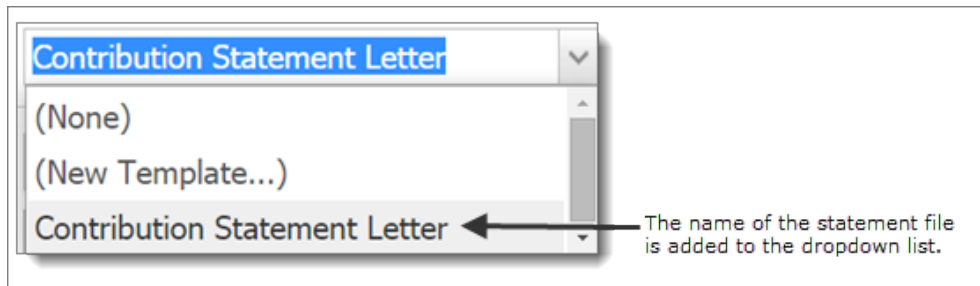 Contribution Statement Letter
(None)
(New Template...)
Contribution Statement Letter
The name of the statement file
is added to the dropdown list.